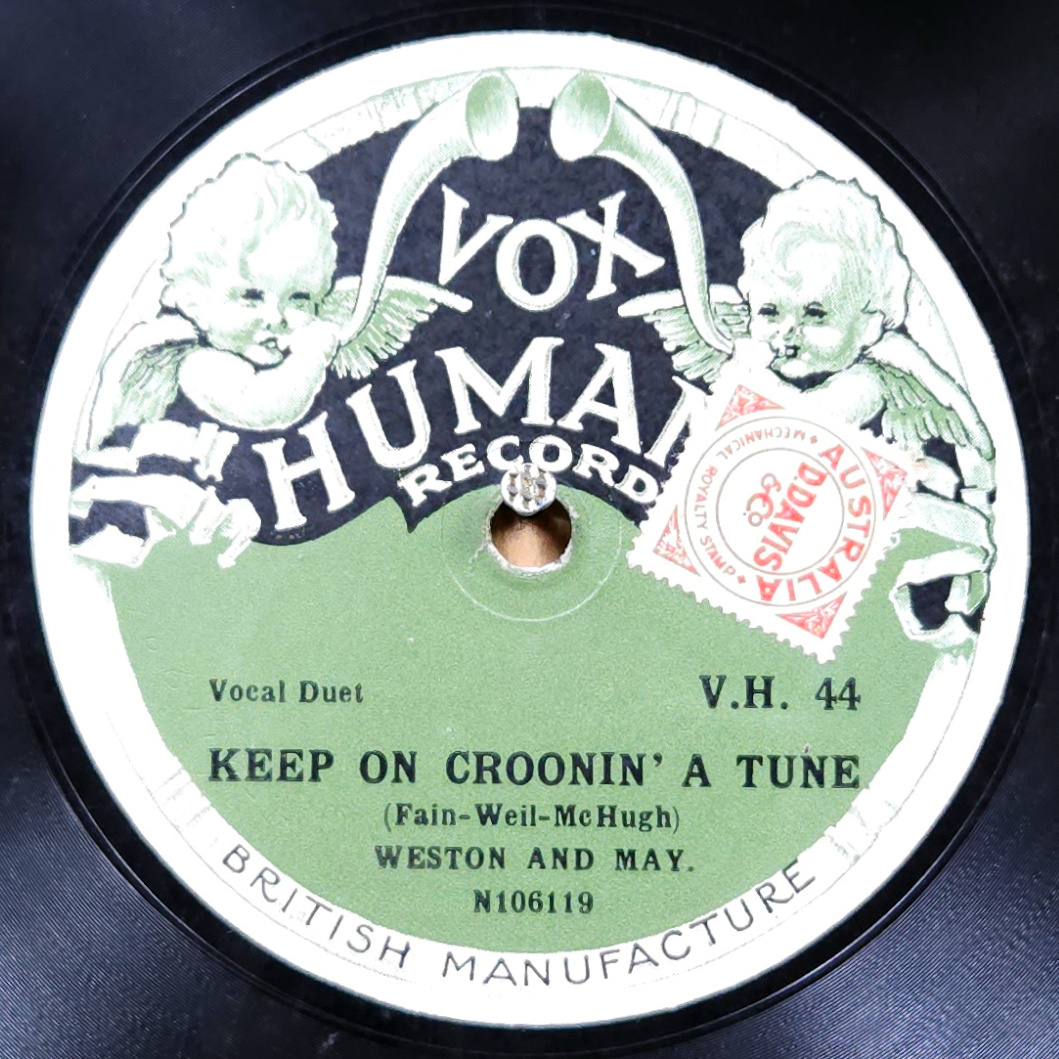 VOX
HUMAN
RECORD
AUSTRALIA
D.DAVIS
& Co
MECHANICAL ROYALTY STAMP
Vocal Duet V.H. 44
KEEP ON CROONIN' A TUNE
(Fain-Weil-McHugh)
WESTON AND MAY.
N106119
BRITISH MANUFACTURE